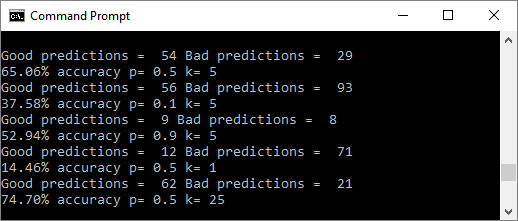 Command Prompt
Good predictions =  54 Bad predictions =  29
65.06% accuracy p= 0.5 k= 5
Good predictions =  56 Bad predictions =  93
37.58% accuracy p= 0.1 k= 5
Good predictions =  9 Bad predictions =  8
52.94% accuracy p= 0.9 k= 5
Good predictions =  12 Bad predictions =  71
14.46% accuracy p= 0.5 k= 1
Good predictions =  62 Bad predictions =  21
74.70% accuracy p= 0.5 k= 25